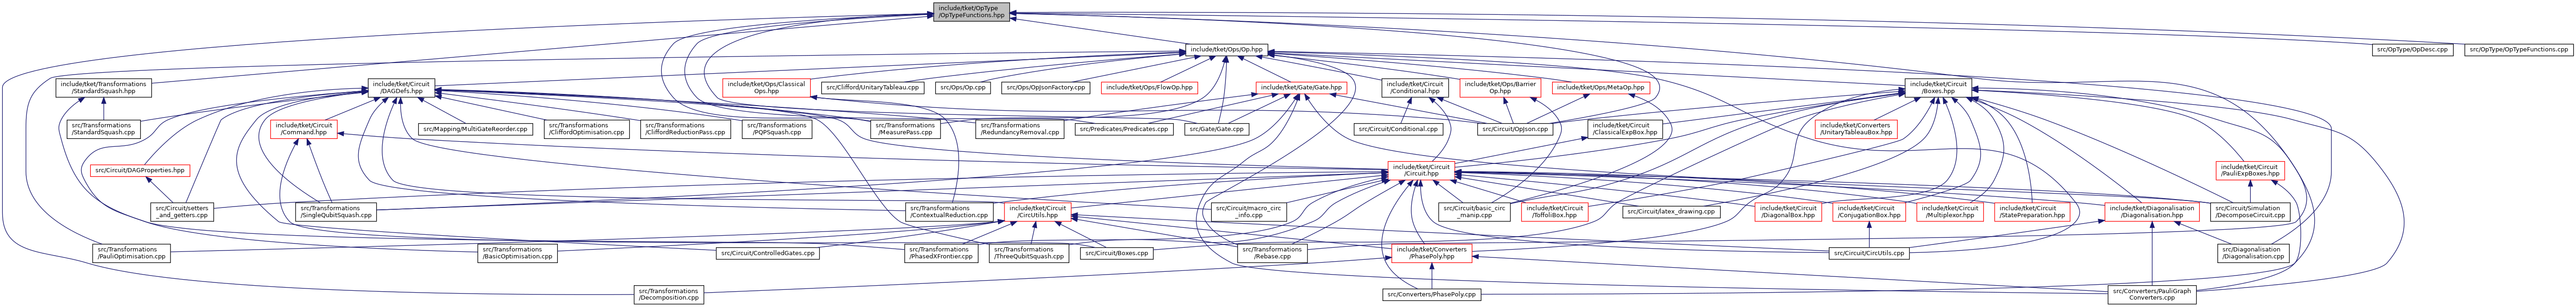 include/tket/OpType
/OpTypeFunctions.hpp
include/tket/Ops/Op.hpp
src/OpType/OpDesc.cpp
src/OpType/OpTypeFunctions.cpp
include/tket/Transformations
/StandardSquash.hpp
include/tket/Circuit
/DAGDefs.hpp
include/tket/Ops/Classical
Ops.hpp
src/Clifford/UnitaryTableau.cpp
src/Ops/Op.cpp
src/Ops/OpJsonFactory.cpp
include/tket/Ops/FlowOp.hpp
include/tket/Gate/Gate.hpp
include/tket/Circuit
/Conditional.hpp
include/tket/Ops/Barrier
Op.hpp
include/tket/Ops/MetaOp.hpp
include/tket/Circuit
/Boxes.hpp
src/Transformations
/StandardSquash.cpp
include/tket/Circuit
/Command.hpp
src/Mapping/MultiGateReorder.cpp
src/Transformations
/CliffordOptimisation.cpp
src/Transformations
/CliffordReductionPass.cpp
src/Transformations
/PQPSquash.cpp
src/Transformations
/MeasurePass.cpp
src/Transformations
/RedundancyRemoval.cpp
src/Predicates/Predicates.cpp
src/Gate/Gate.cpp
src/Circuit/Conditional.cpp
src/Circuit/OpJson.cpp
include/tket/Circuit
/ClassicalExpBox.hpp
include/tket/Converters
/UnitaryTableauBox.hpp
src/Circuit/DAGProperties.hpp
include/tket/Circuit
/Circuit.hpp
include/tket/Circuit
/PauliExpBoxes.hpp
src/Circuit/setters
_and_getters.cpp
src/Transformations
/SingleQubitSquash.cpp
src/Transformations
/ContextualReduction.cpp
include/tket/Circuit
/CircUtils.hpp
src/Circuit/macro_circ
_info.cpp
src/Circuit/basic_circ
_manip.cpp
include/tket/Circuit
/ToffoliBox.hpp
src/Circuit/latex_drawing.cpp
include/tket/Circuit
/DiagonalBox.hpp
include/tket/Circuit
/ConjugationBox.hpp
include/tket/Circuit
/Multiplexor.hpp
include/tket/Circuit
/StatePreparation.hpp
include/tket/Diagonalisation
/Diagonalisation.hpp
src/Circuit/Simulation
/DecomposeCircuit.cpp
src/Transformations
/PauliOptimisation.cpp
src/Transformations
/BasicOptimisation.cpp
src/Circuit/ControlledGates.cpp
src/Transformations
/PhasedXFrontier.cpp
src/Transformations
/ThreeQubitSquash.cpp
src/Circuit/Boxes.cpp
src/Transformations
/Rebase.cpp
include/tket/Converters
/PhasePoly.hpp
src/Circuit/CircUtils.cpp
src/Diagonalisation
/Diagonalisation.cpp
src/Transformations
/Decomposition.cpp
src/Converters/PhasePoly.cpp
src/Converters/PauliGraph
Converters.cpp